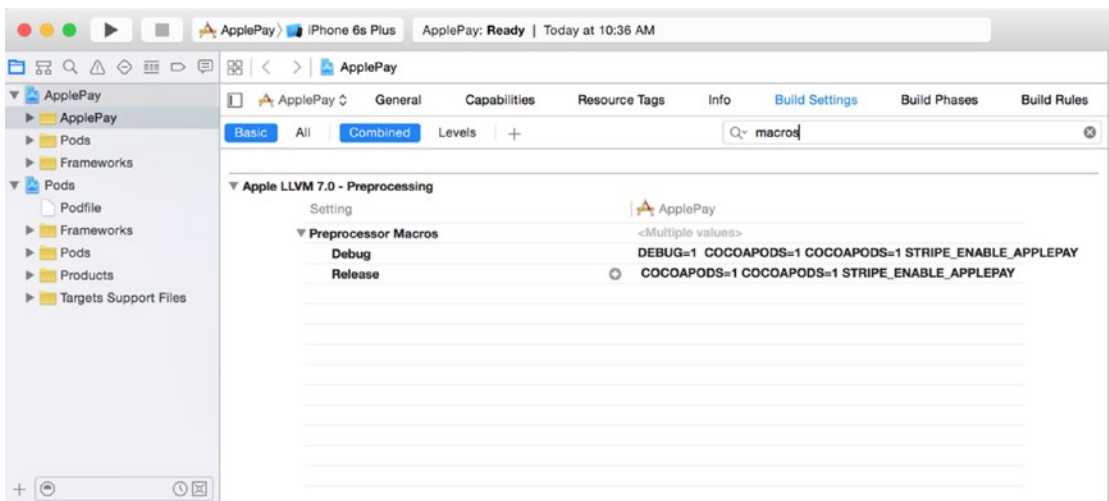 ApplePay iPhone 6s Plus ApplePay: Ready | Today at 10:36 AM
ApplePay
ApplePay
ApplePay
Pods
Frameworks
Pods
Podfile
Frameworks
Pods
Products
Targets Support Files
ApplePay General Capabilities Resource Tags Info Build Settings Build Phases Build Rules
Basic All Combined Levels + macros
Apple LLVM 7.0 - Preprocessing
Setting ApplePay
Preprocessor Macros <Multiple values>
Debug DEBUG=1 COCOAPODS=1 COCOAPODS=1 STRIPE_ENABLE_APPLEPAY
Release COCOAPODS=1 COCOAPODS=1 STRIPE_ENABLE_APPLEPAY